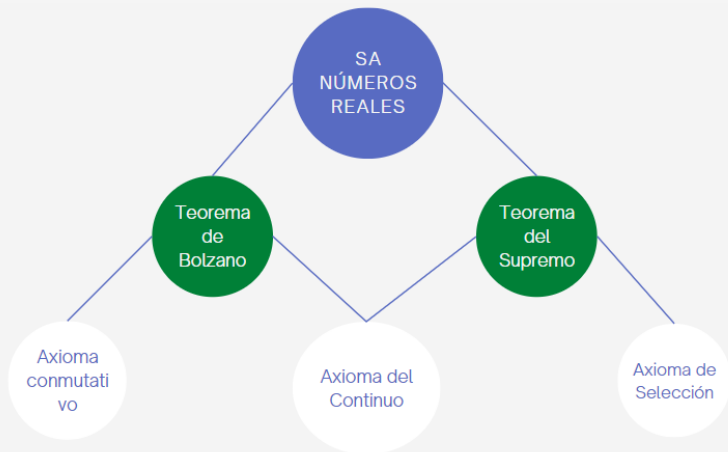 SA
NÚMEROS
REALES
Teorema
de
Bolzano
Teorema
del
Supremo
Axioma
conmutati
vo
Axioma del
Continuo
Axioma de
Selección